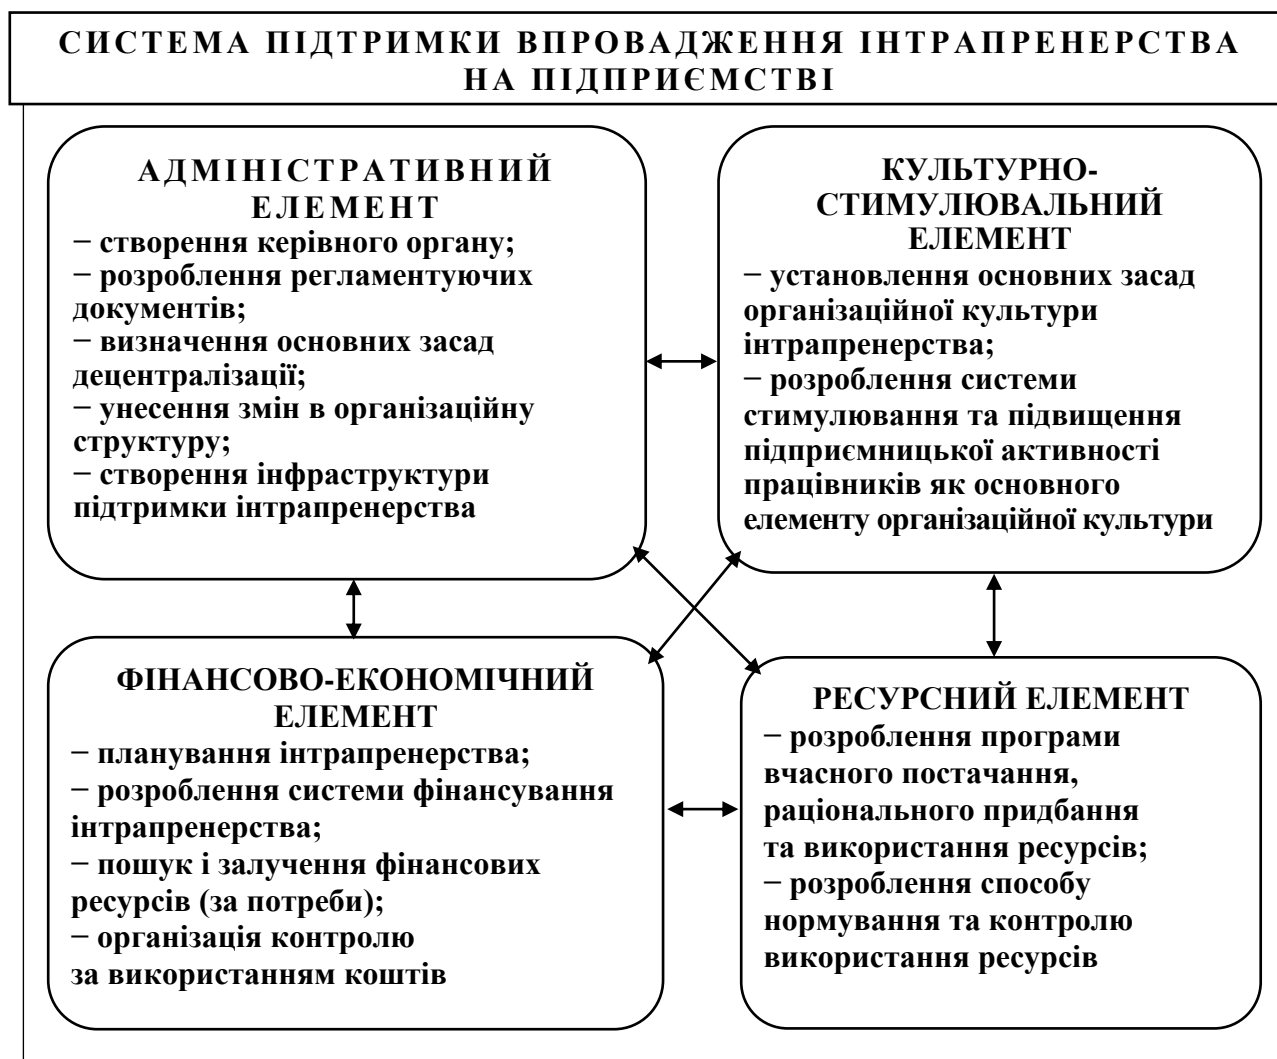 СИСТЕМА ПІДТРИМКИ ВПРОВАДЖЕННЯ ІНТРАПРЕНЕРСТВА
НА ПІДПРИЄМСТВІ
АДМІНІСТРАТИВНИЙ
ЕЛЕМЕНТ
− створення керівного органу;
− розроблення регламентуючих
документів;
− визначення основних засад
децентралізації;
− унесення змін в організаційну
структуру;
− створення інфраструктури
підтримки інтрапренерства
КУЛЬТУРНО-
СТИМУЛЮВАЛЬНИЙ
ЕЛЕМЕНТ
− установлення основних засад
організаційної культури
інтрапренерства;
− розроблення системи
стимулювання та підвищення
підприємницької активності
працівників як основного
елементу організаційної культури
ФІНАНСОВО-ЕКОНОМІЧНИЙ
ЕЛЕМЕНТ
− планування інтрапренерства;
− розроблення системи фінансування
інтрапренерства;
− пошук і залучення фінансових
ресурсів (за потреби);
− організація контролю
за використанням коштів
РЕСУРСНИЙ ЕЛЕМЕНТ
− розроблення програми
вчасного постачання,
раціонального придбання
та використання ресурсів;
− розроблення способу
нормування та контролю
використання ресурсів